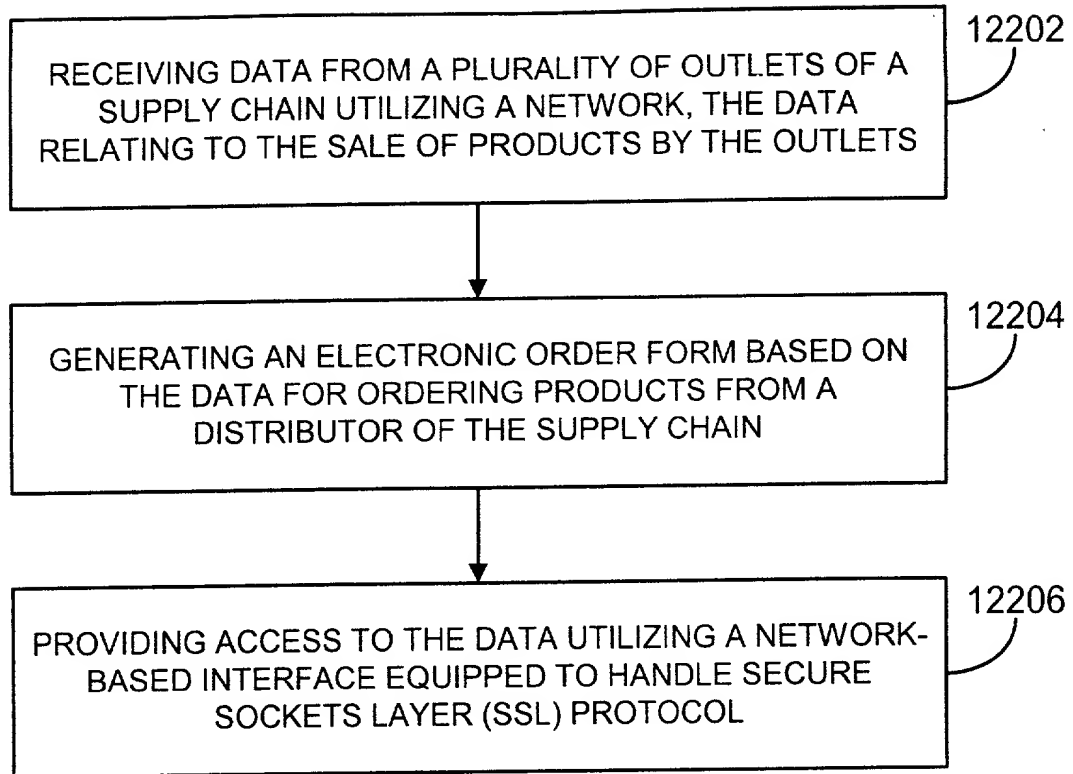 12202
RECEIVING DATA FROM A PLURALITY OF OUTLETS OF A
SUPPLY CHAIN UTILIZING A NETWORK, THE DATA
RELATING TO THE SALE OF PRODUCTS BY THE OUTLETS
12204
GENERATING AN ELECTRONIC ORDER FORM BASED ON
THE DATA FOR ORDERING PRODUCTS FROM A
DISTRIBUTOR OF THE SUPPLY CHAIN
12206
PROVIDING ACCESS TO THE DATA UTILIZING A NETWORK-
BASED INTERFACE EQUIPPED TO HANDLE SECURE
SOCKETS LAYER (SSL) PROTOCOL